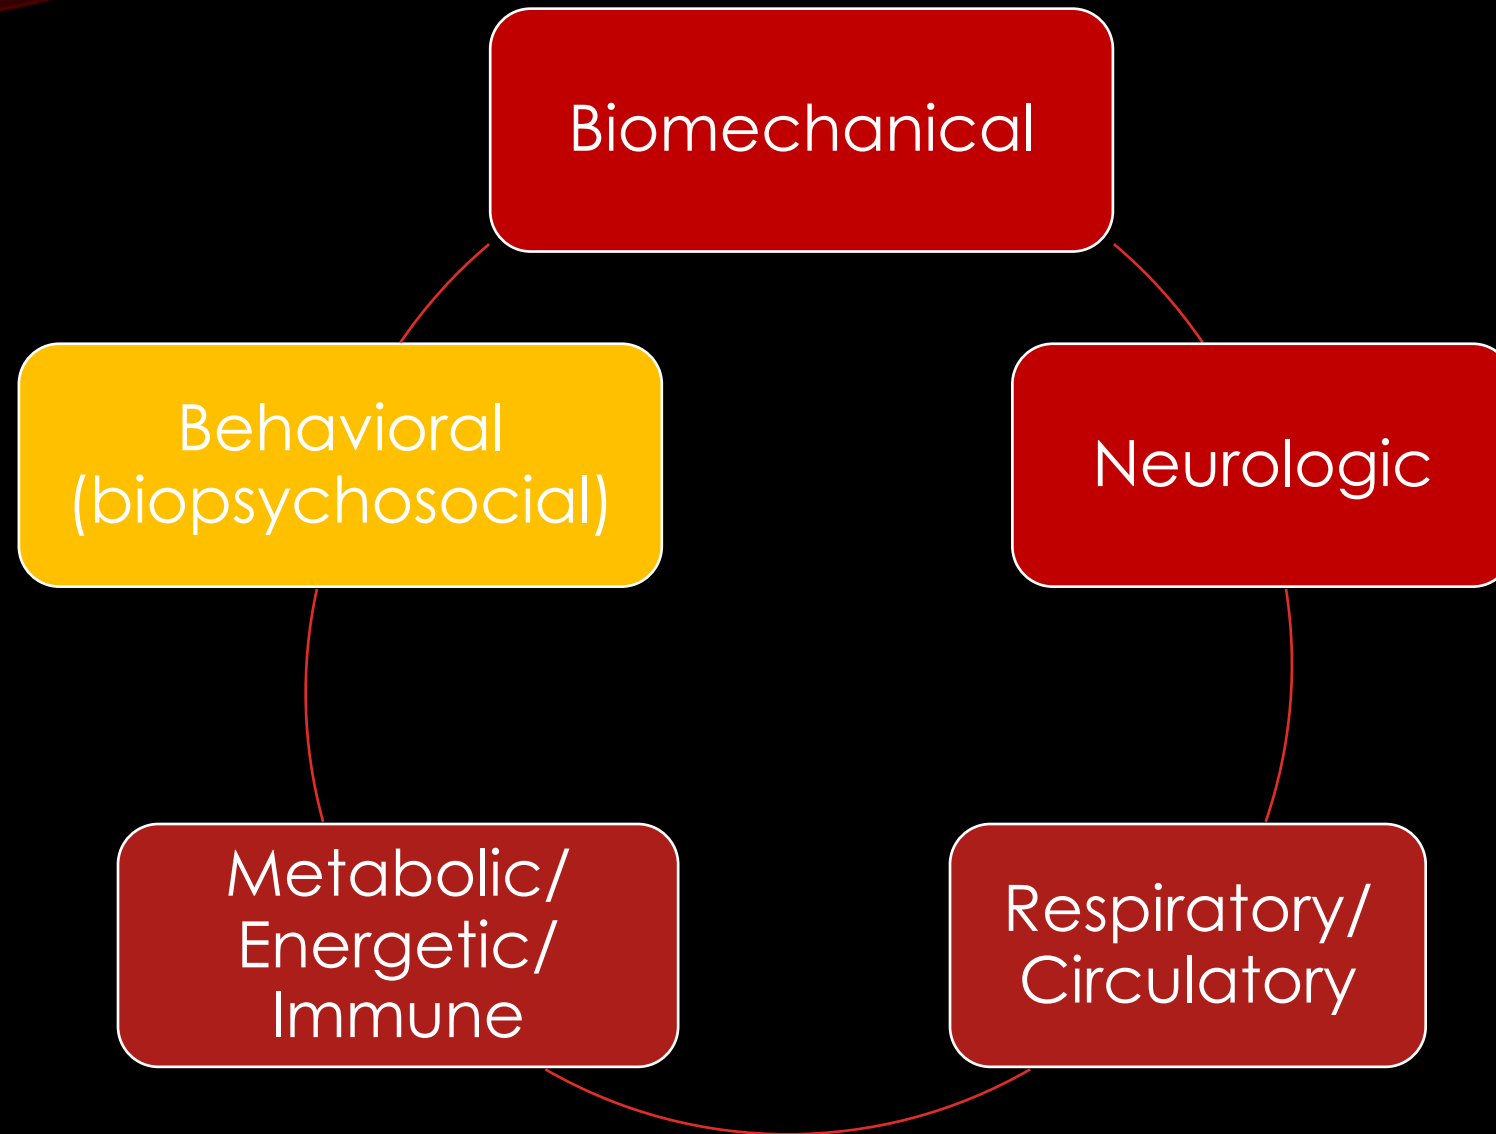 Biomechanical
Behavioral
(biopsychosocial)
Neurologic
Metabolic/
Energetic/
Immune
Respiratory/
Circulatory